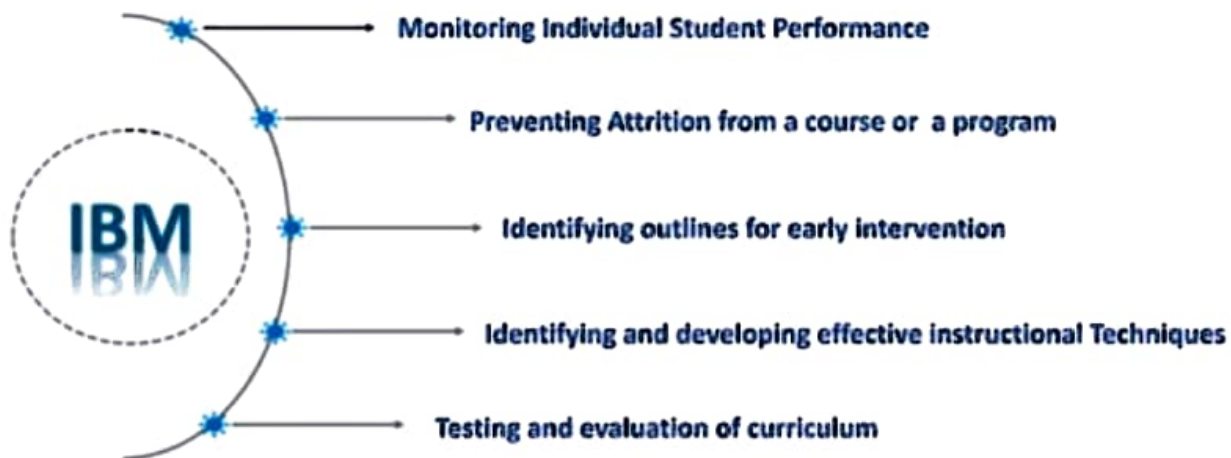 Monitoring Individual Student Performance
Preventing Attrition from a course or a program
IBM
Identifying outlines for early intervention
Identifying and developing effective instructional Techniques
Testing and evaluation of curriculum